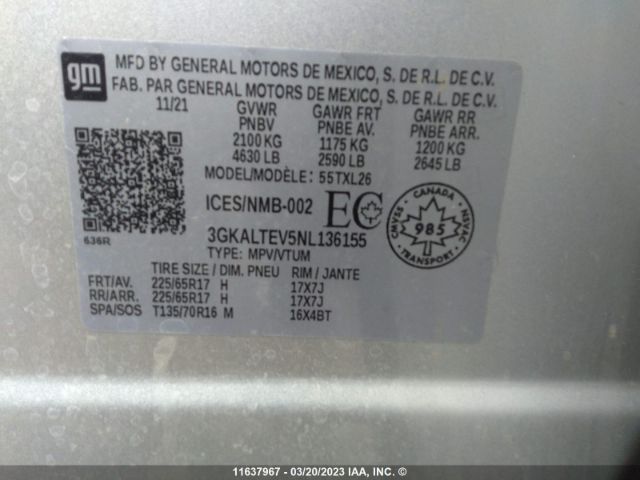 gm
MFD BY GENERAL MOTORS DE MEXICO, S. DE R.L. DE C.V.
FAB. PAR GENERAL MOTORS DE MEXICO, S. DE R.L. DE C.V.
11/21 GVWR GAWR FRT GAWR RR
PNBV PNBE AV. PNBE ARR.
2100 KG 1175 KG 1200 KG
4630 LB 2590 LB 2645 LB
MODEL/MODÈLE: 55TXL26
ICES/NMB-002 EC
CANADA
CMVSS 985 NSVAC
TRANSPORT
636R
3GKALTEV5NL136155
TYPE: MPV/VTUM
TIRE SIZE / DIM. PNEU RIM / JANTE
FRT/AV. 225/65R17 H 17X7J
RR/ARR. 225/65R17 H 17X7J
SPA/SOS T135/70R16 M 16X4BT
11637967 - 03/20/2023 IAA, INC. ©